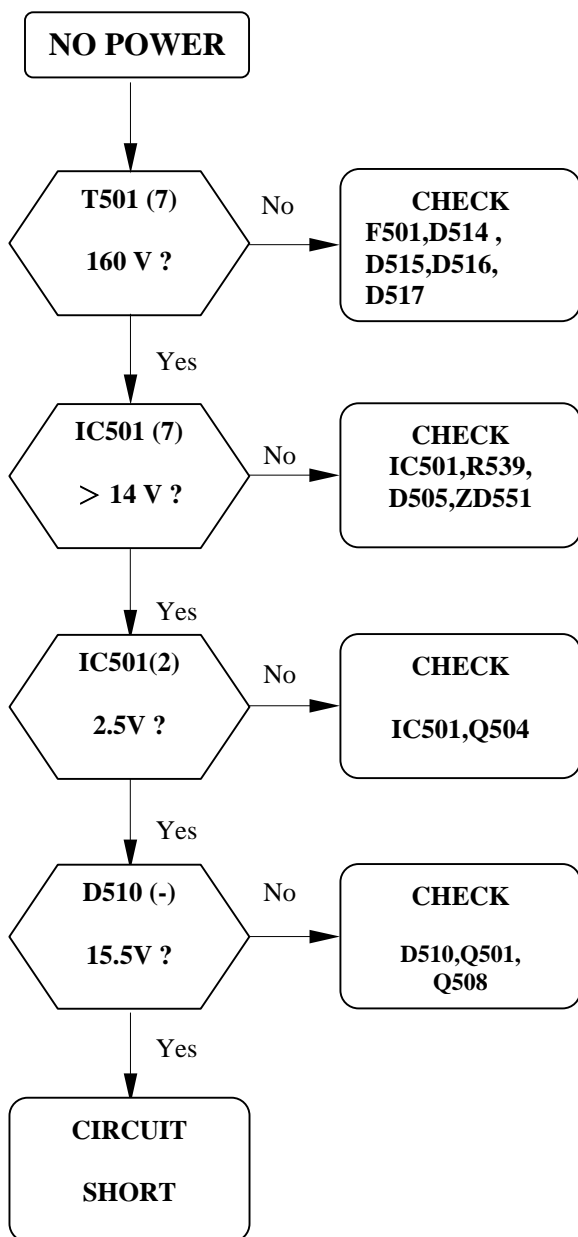 NO POWER
T501 (7)
160 V ?
No
CHECK
F501,D514 ,
D515,D516,
D517
Yes
IC501 (7)
> 14 V ?
No
CHECK
IC501,R539,
D505,ZD551
Yes
IC501(2)
2.5V ?
No
CHECK
IC501,Q504
Yes
D510 (-)
15.5V ?
No
CHECK
D510,Q501,
Q508
Yes
CIRCUIT
SHORT